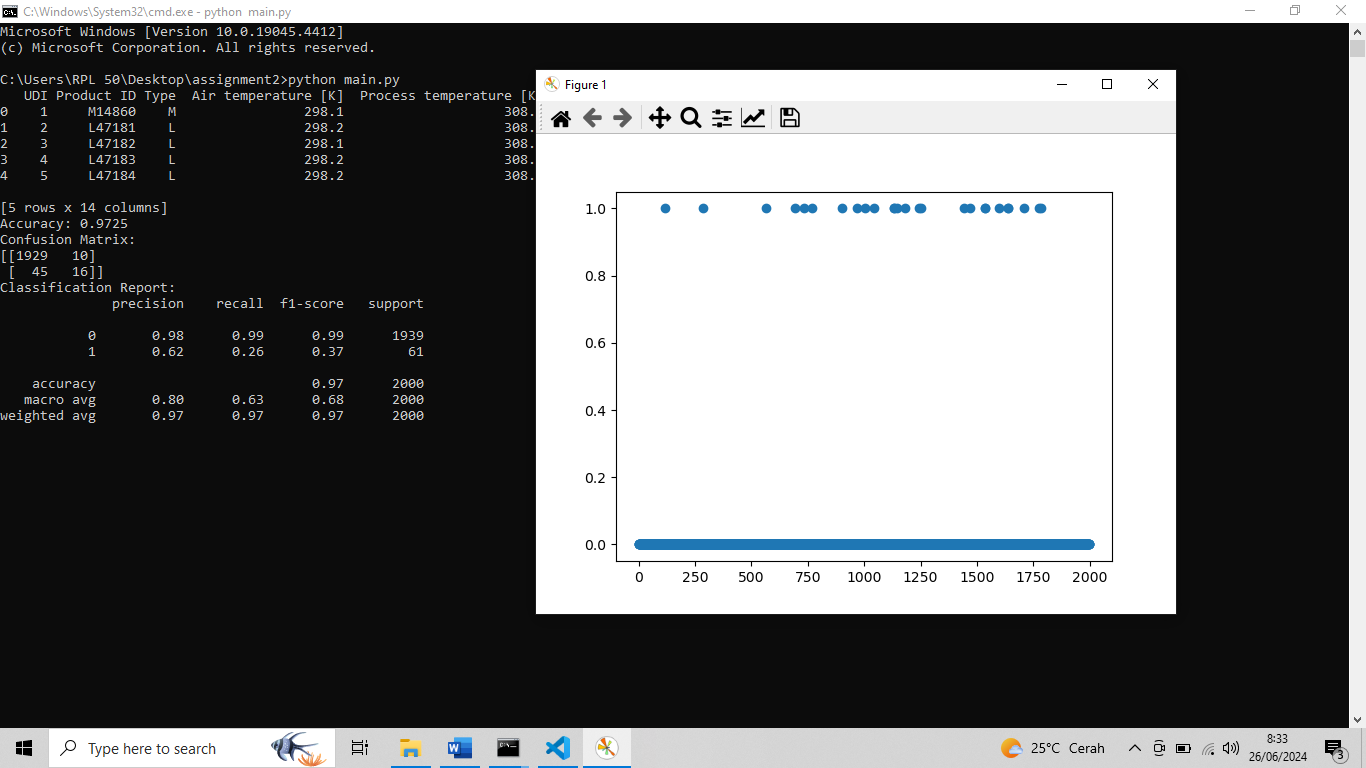 C:\Windows\System32\cmd.exe - python  main.py
Microsoft Windows [Version 10.0.19045.4412]
(c) Microsoft Corporation. All rights reserved.
C:\Users\RPL 50\Desktop\assignment2>python main.py
   UDI Product ID Type  Air temperature [K]  Process temperature [K
0    1     M14860    M                298.1                    308.
1    2     L47181    L                298.2                    308.
2    3     L47182    L                298.1                    308.
3    4     L47183    L                298.2                    308.
4    5     L47184    L                298.2                    308.
[5 rows x 14 columns]
Accuracy: 0.9725
Confusion Matrix:
[[1929   10]
 [  45   16]]
Classification Report:
              precision    recall  f1-score   support
           0       0.98      0.99      0.99      1939
           1       0.62      0.26      0.37        61
    accuracy                           0.97      2000
   macro avg       0.80      0.63      0.68      2000
weighted avg       0.97      0.97      0.97      2000
Figure 1
1.0
0.8
0.6
0.4
0.2
0.0
0 250 500 750 1000 1250 1500 1750 2000
Type here to search
25°C Cerah
8:33
26/06/2024
3